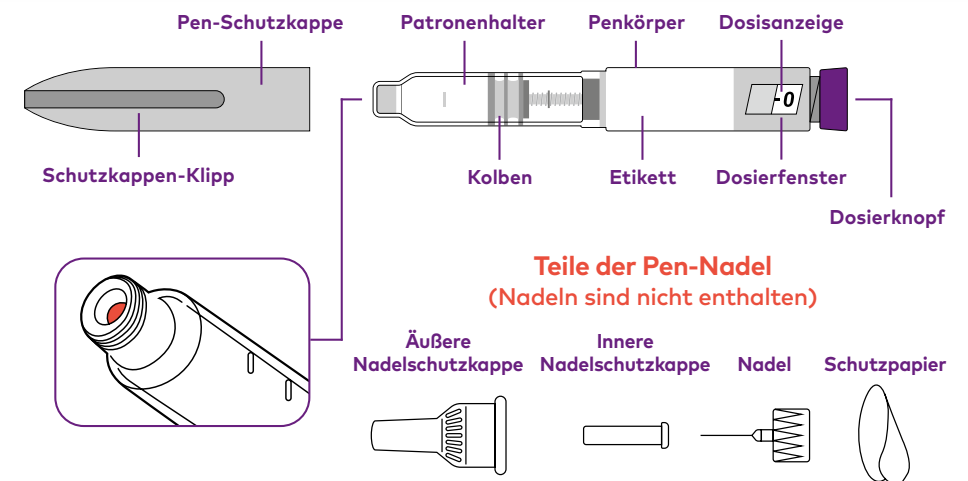 Pen-Schutzkappe
Patronenhalter
Penkörper
Dosisanzeige
-0
Schutzkappen-Klipp
Kolben
Etikett
Dosierfenster
Dosierknopf
Teile der Pen-Nadel
(Nadeln sind nicht enthalten)
Äußere
Nadelschutzkappe
Innere
Nadelschutzkappe
Nadel
Schutzpapier